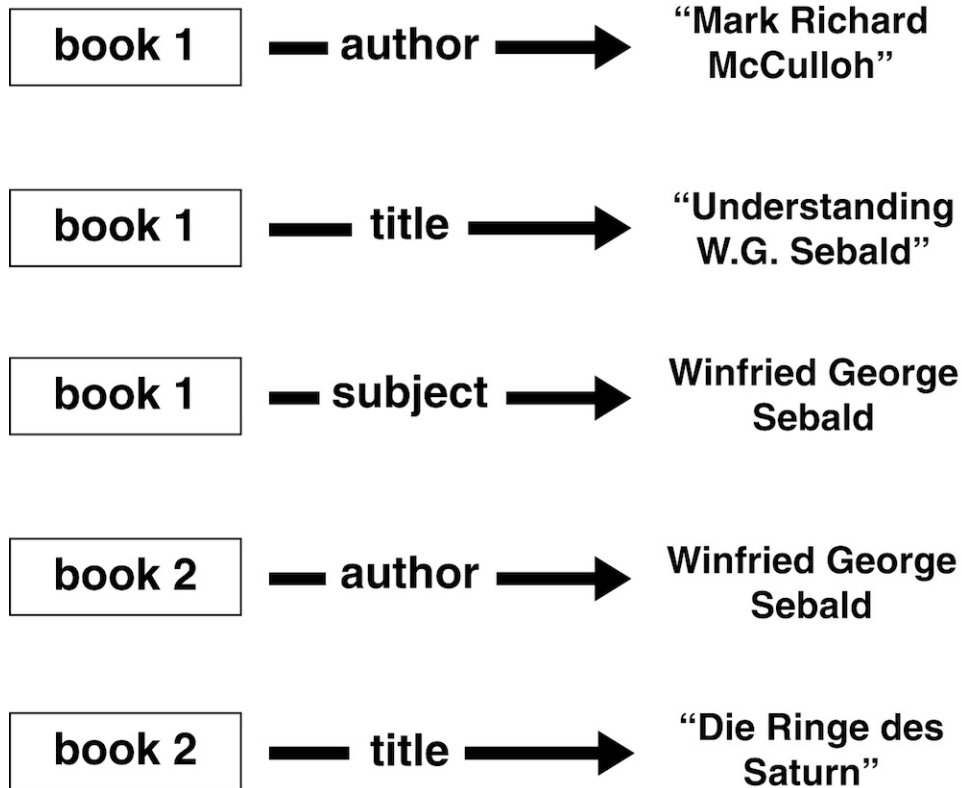 book 1 author “Mark Richard
McCulloh”
book 1 title “Understanding
W.G. Sebald”
book 1 subject Winfried George
Sebald
book 2 author Winfried George
Sebald
book 2 title “Die Ringe des
Saturn”